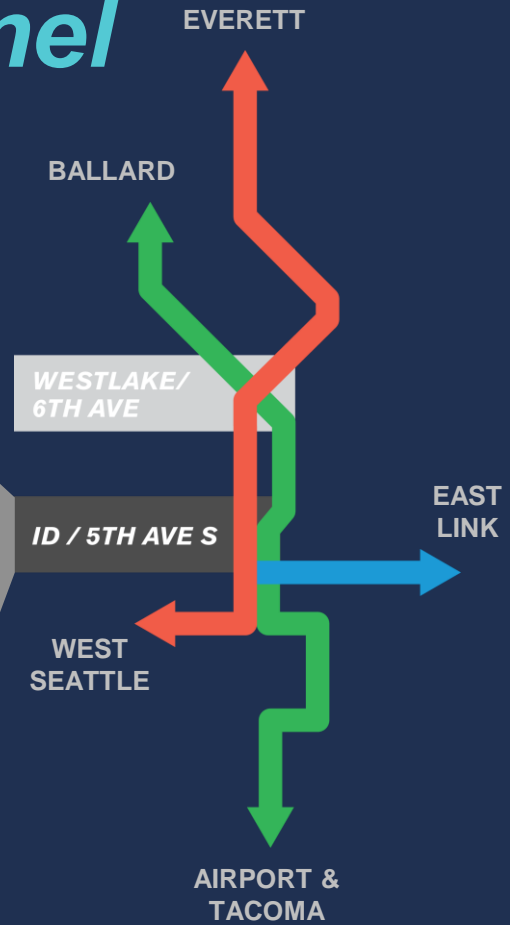 nel
EVERETT
BALLARD
WESTLAKE/
6TH AVE
EAST
LINK
ID / 5TH AVE S
WEST
SEATTLE
AIRPORT &
TACOMA